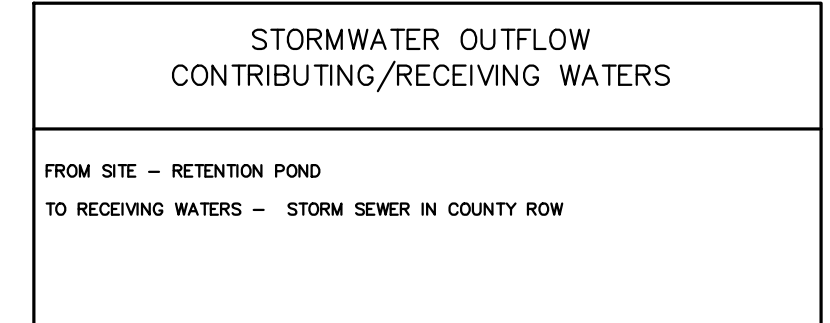 STORMWATER OUTFLOW
CONTRIBUTING/RECEIVING WATERS
FROM SITE – RETENTION POND
TO RECEIVING WATERS – STORM SEWER IN COUNTY ROW